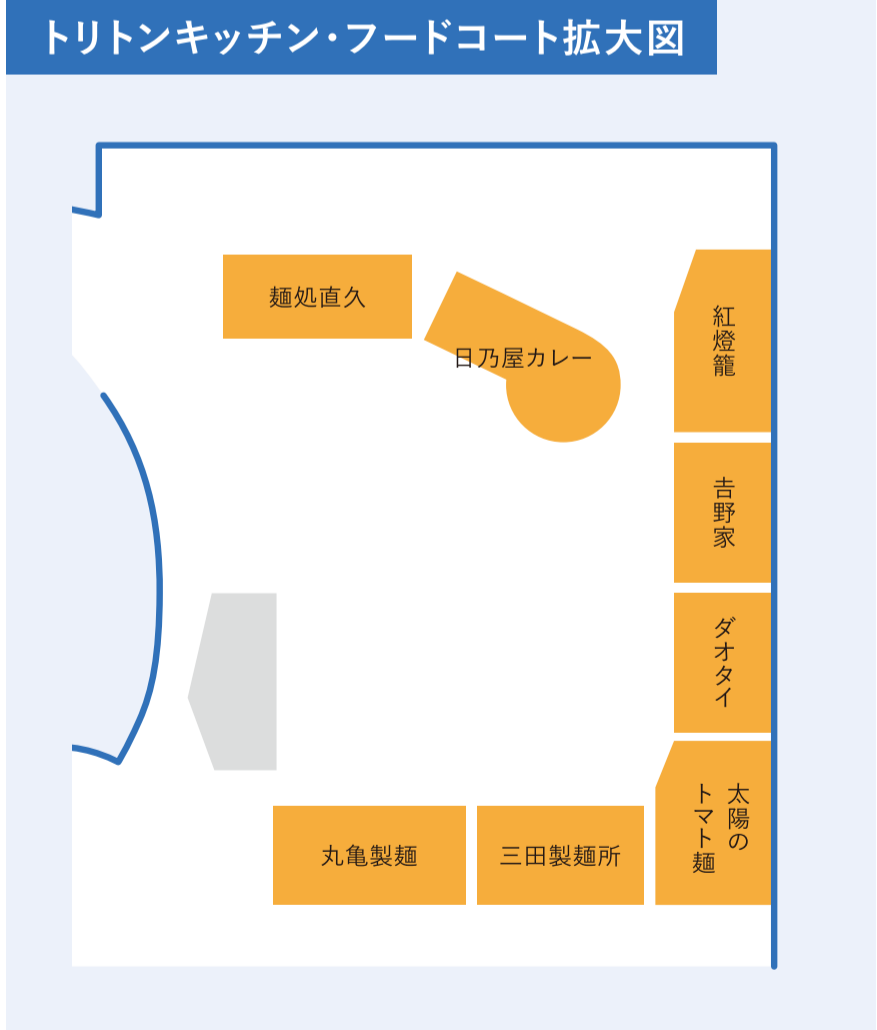 トリトンキッチン・フードコート拡大図
麺処直久
日乃屋カレー
紅燈籠
𠮷野家
ダオタイ
太陽の
トマト麺
丸亀製麺
三田製麺所